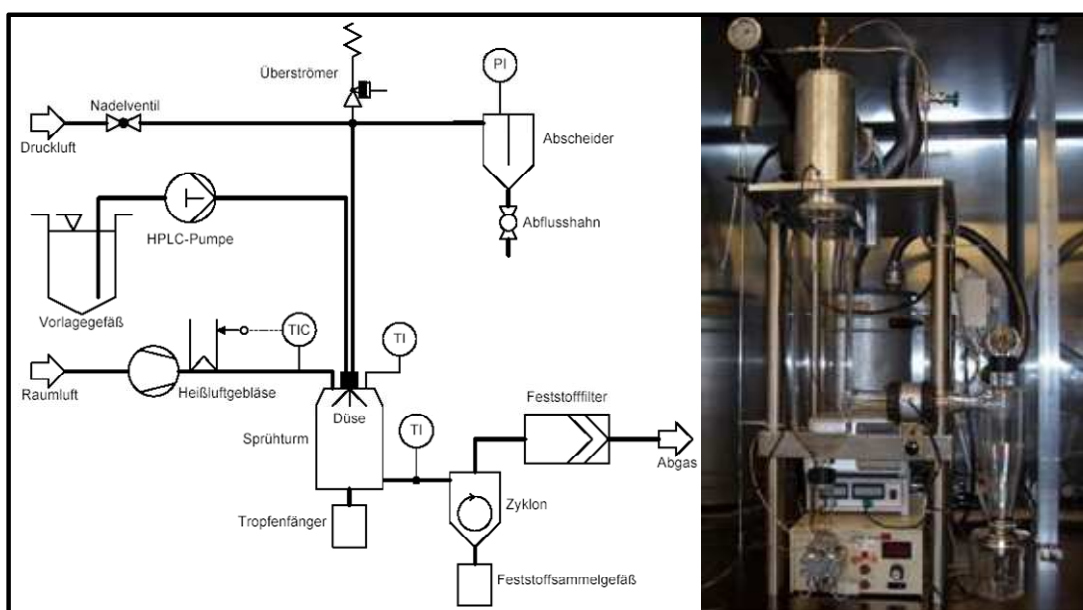 Überströmer
PI
Nadelventil
Druckluft
Abscheider
HPLC-Pumpe
Abflusshahn
Vorlagegefäß
TIC
TI
Raumluft
Heißluftgebläse
Düse
Sprühturm
TI
Feststofffilter
Abgas
Tropfenfänger
Zyklon
Feststoffsammelgefäß